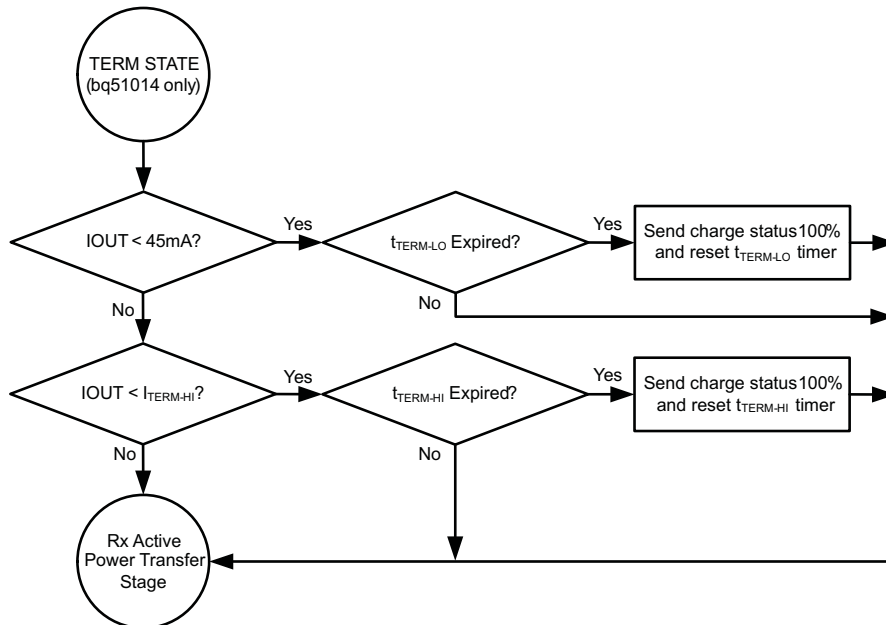 TERM STATE
(bq51014 only)
IOUT < 45mA?
Yes
tTERM-LO Expired?
Yes
Send charge status100%
and reset tTERM-LO timer
No
No
IOUT < ITERM-HI?
Yes
tTERM-HI Expired?
Yes
Send charge status100%
and reset tTERM-HI timer
No
No
Rx Active
Power Transfer
Stage